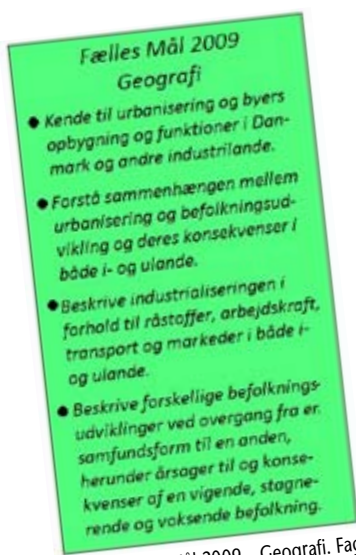 Fælles Mål 2009
Geografi
● Kende til urbanisering og byers
opbygning og funktioner i Dan-
mark og andre industrilande.
● Forstå sammenhængen mellem
urbanisering og befolkningsud-
vikling og deres konsekvenser i
både i- og ulande.
● Beskrive industrialiseringen i
forhold til råstoffer, arbejdskraft,
transport og markeder i både i-
og ulande.
● Beskrive forskellige befolknings-
udviklinger ved overgang fra er.
samfundsform til en anden,
herunder årsager til og konse-
kvenser af en vigende, stagne-
rende og voksende befolkning.
2009 Geografi.